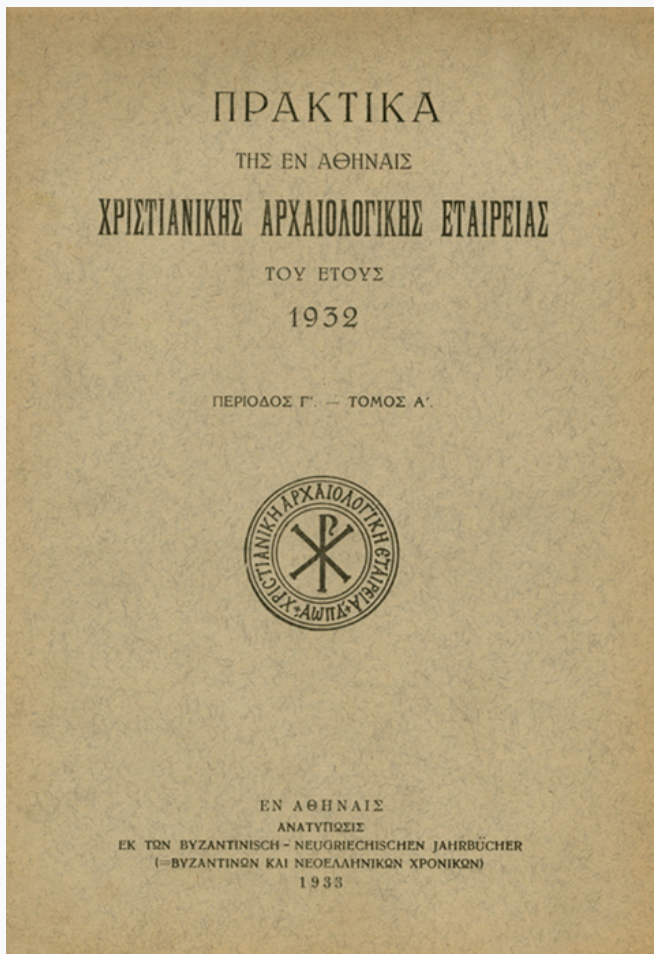 ΠΡΑΚΤΙΚΑ
ΤΗΣ ΕΝ ΑΘΗΝΑΙΣ
ΧΡΙΣΤΙΑΝΙΚΗΣ ΑΡΧΑΙΟΛΟΓΙΚΗΣ ΕΤΑΙΡΕΙΑΣ
ΤΟΥ ΕΤΟΥΣ
1932
ΠΕΡΙΟΔΟΣ Γ'. — ΤΟΜΟΣ Α'.
ΧΡΙϹΤΙΑΝΙΚΗ ΑΡΧΑΙΟΛΟΓΙΚΗ ΕΤΑΙΡΕΙΑ
ΑΩΠΔ
ΕΝ ΑΘΗΝΑΙΣ
ΑΝΑΤΥΠΩΣΙΣ
ΕΚ ΤΩΝ BYZANTINISCH - NEUGRIECHISCHEN JAHRBÜCHER
(=ΒΥΖΑΝΤΙΝΩΝ ΚΑΙ ΝΕΟΕΛΛΗΝΙΚΩΝ ΧΡΟΝΙΚΩΝ)
1933